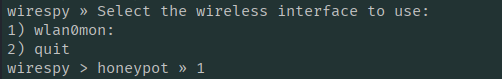 wirespy » Select the wireless interface to use:
1) wlan0mon:
2) quit
wirespy > honeypot » 1